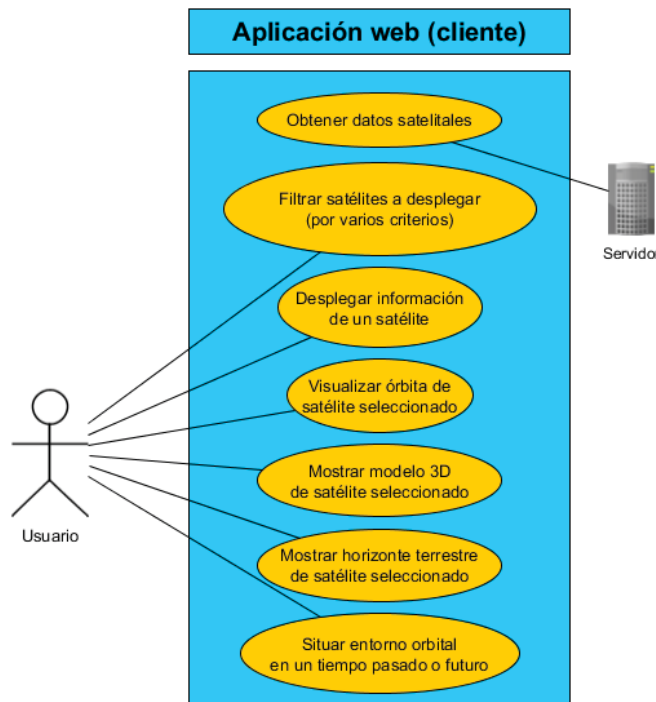 Aplicación web (cliente)
Obtener datos satelitales
Filtrar satélites a desplegar
(por varios criterios)
Servidor
Desplegar información
de un satélite
Visualizar órbita de
satélite seleccionado
Mostrar modelo 3D
de satélite seleccionado
Usuario
Mostrar horizonte terrestre
de satélite seleccionado
Situar entorno orbital
en un tiempo pasado o futuro